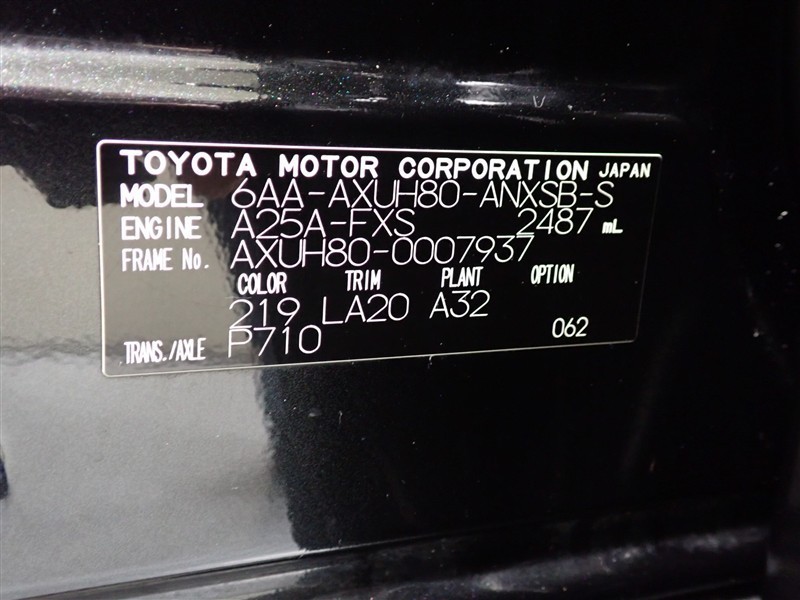 TOYOTA MOTOR CORPORATION JAPAN
MODEL 6AA-AXUH80-ANXSB-S
ENGINE A25A-FXS 2487 mL
FRAME No. AXUH80-0007937
COLOR TRIM PLANT OPTION
219 LA20 A32
TRANS./AXLE P710 062